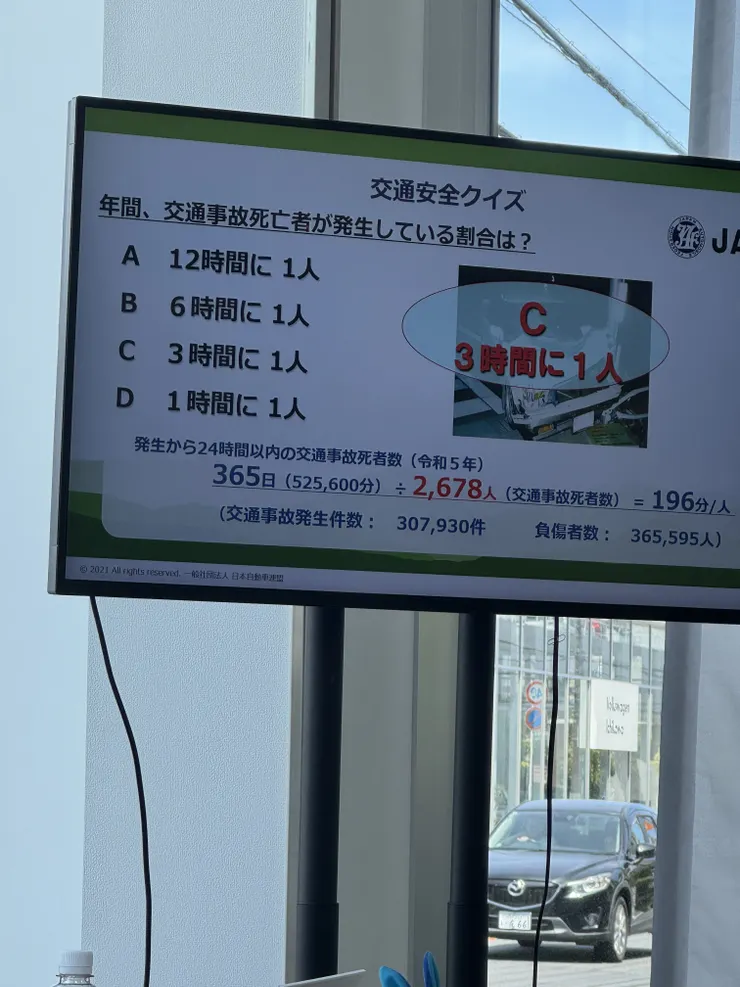 交通安全クイズ
年間、交通事故死亡者が発生している割合は？
JA
A 12時間に 1人
B 6時間に 1人
C 3時間に 1人
D 1時間に 1人
C
3時間に1人
発生から24時間以内の交通事故死者数（令和5年）
365日（525,600分）÷2,678人（交通事故死者数）＝196分/人
（交通事故発生件数： 307,930件 負傷者数： 365,595人）
© 2021 All rights reserved. 一般社団法人 日本自動車連盟
Volkswagen